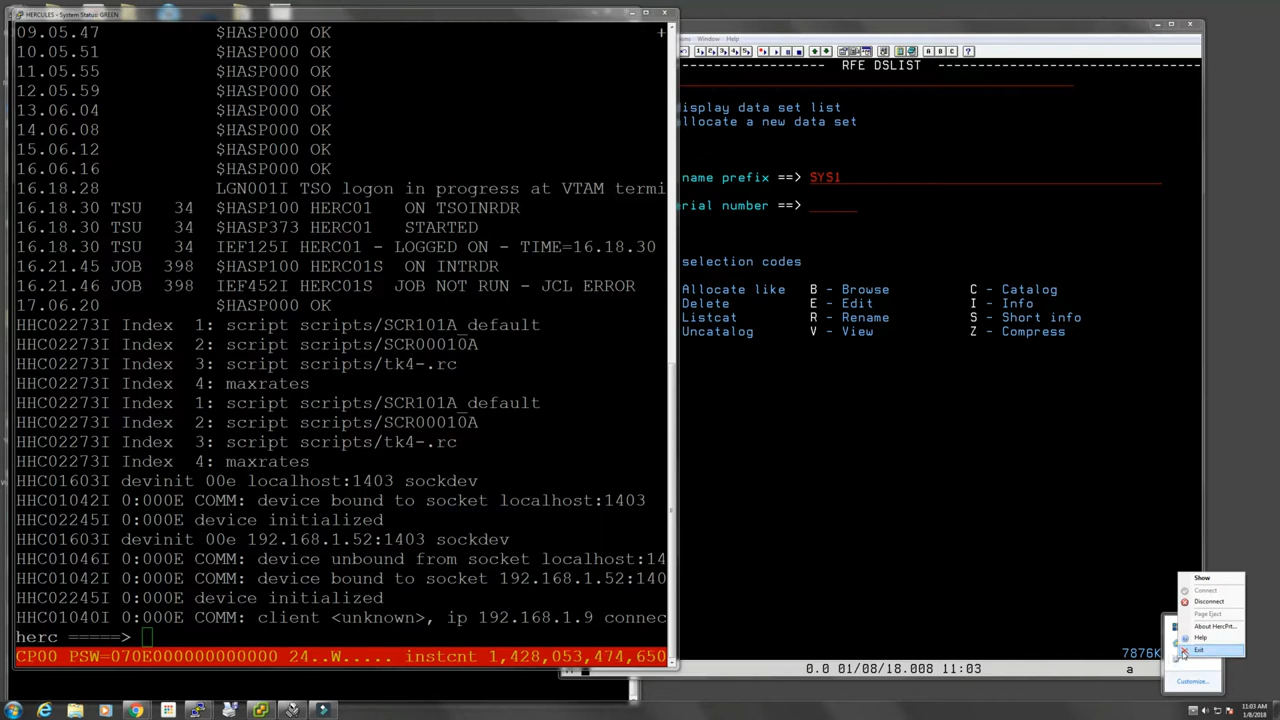 HERCULES - System Status: GREEN
09.05.47 $HASP000 OK
10.05.51 $HASP000 OK
11.05.55 $HASP000 OK
12.05.59 $HASP000 OK
13.06.04 $HASP000 OK
14.06.08 $HASP000 OK
15.06.12 $HASP000 OK
16.06.16 $HASP000 OK
16.18.28 LGN001I TSO logon in progress at VTAM termi
16.18.30 TSU 34 $HASP100 HERC01 ON TSOINRDR
16.18.30 TSU 34 $HASP373 HERC01 STARTED
16.18.30 TSU 34 IEF125I HERC01 - LOGGED ON - TIME=16.18.30
16.21.45 JOB 398 $HASP100 HERC01S ON INTRDR
16.21.46 JOB 398 IEF452I HERC01S JOB NOT RUN - JCL ERROR
17.06.20 $HASP000 OK
HHC02273I Index 1: script scripts/SCR101A_default
HHC02273I Index 2: script scripts/SCR00010A
HHC02273I Index 3: script scripts/tk4-.rc
HHC02273I Index 4: maxrates
HHC02273I Index 1: script scripts/SCR101A_default
HHC02273I Index 2: script scripts/SCR00010A
HHC02273I Index 3: script scripts/tk4-.rc
HHC02273I Index 4: maxrates
HHC01603I devinit 00e localhost:1403 sockdev
HHC01042I 0:000E COMM: device bound to socket localhost:1403
HHC02245I 0:000E device initialized
HHC01603I devinit 00e 192.168.1.52:1403 sockdev
HHC01046I 0:000E COMM: device unbound from socket localhost:14
HHC01042I 0:000E COMM: device bound to socket 192.168.1.52:140
HHC02245I 0:000E device initialized
HHC01040I 0:000E COMM: client <unknown>, ip 192.168.1.9 connec
herc =====>
CP00 PSW=070E000000000000 24..W..... instcnt 1,428,053,474,650
Window Help
RFE DSLIST
isplay data set list
llocate a new data set
name prefix ==> SYS1
rial number ==>
selection codes
Allocate like B - Browse C - Catalog
Delete E - Edit I - Info
Listcat R - Rename S - Short info
Uncatalog V - View Z - Compress
7876K
0.0 01/08/18.008 11:03 a
Show
Connect
Disconnect
Page Eject
About HercPrt...
Help
Exit
Customize...
11:03 AM
1/8/2018